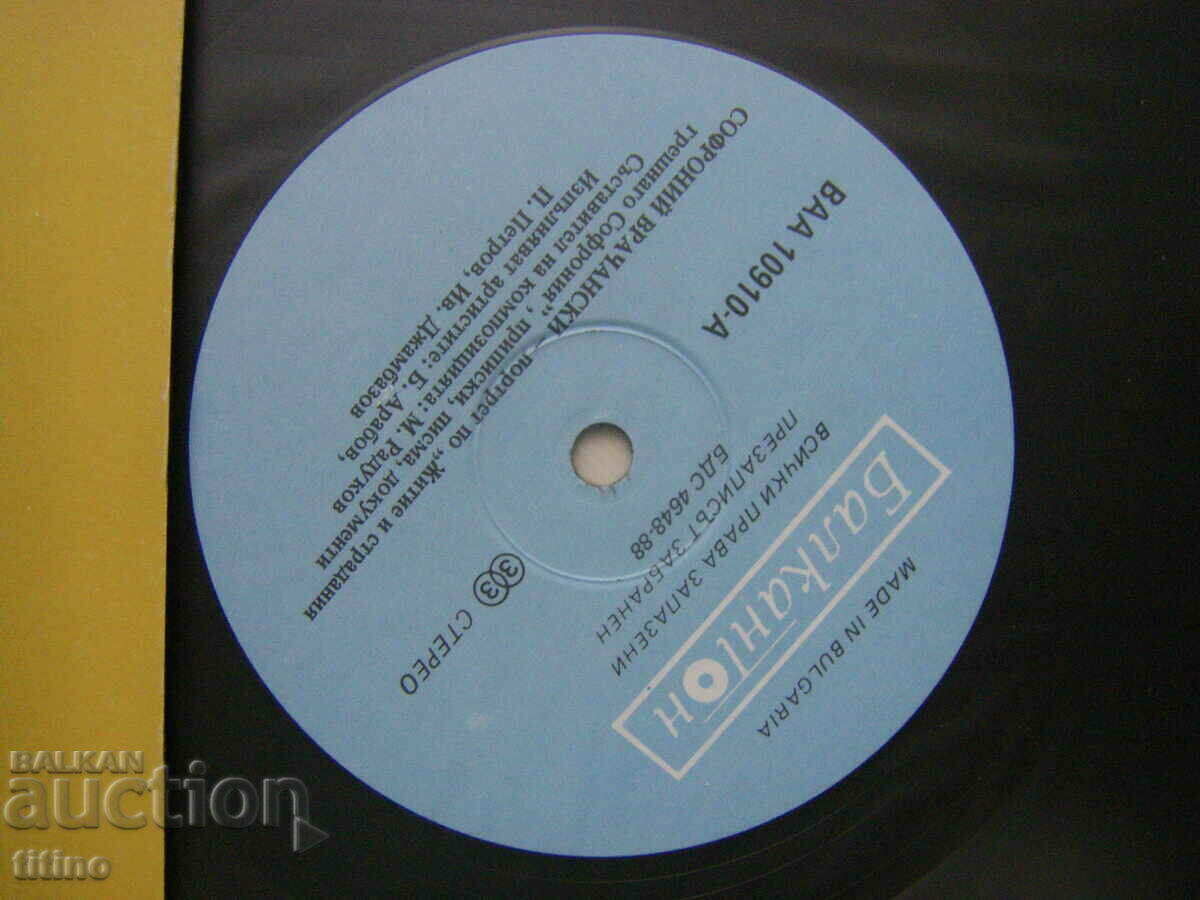 MADE IN BULGARIA
Балкантон
ВСИЧКИ ПРАВА ЗАПАЗЕНИ
ПРЕЗАПИСЪТ ЗАБРАНЕН
БДС 4648-88
33 СТЕРЕО
ВАА 10910-А
СОФРОНИЙ ВРАЧАНСКИ – портрет по „Житие и страдания
грешнаго Софрония”, приписки, писма, документи
Съставител на композицията: М. Радуков
Изпълняват артистите: Б. Арабов,
П. Петров, Ив. Джамбазов
BALKAN
auction
titino